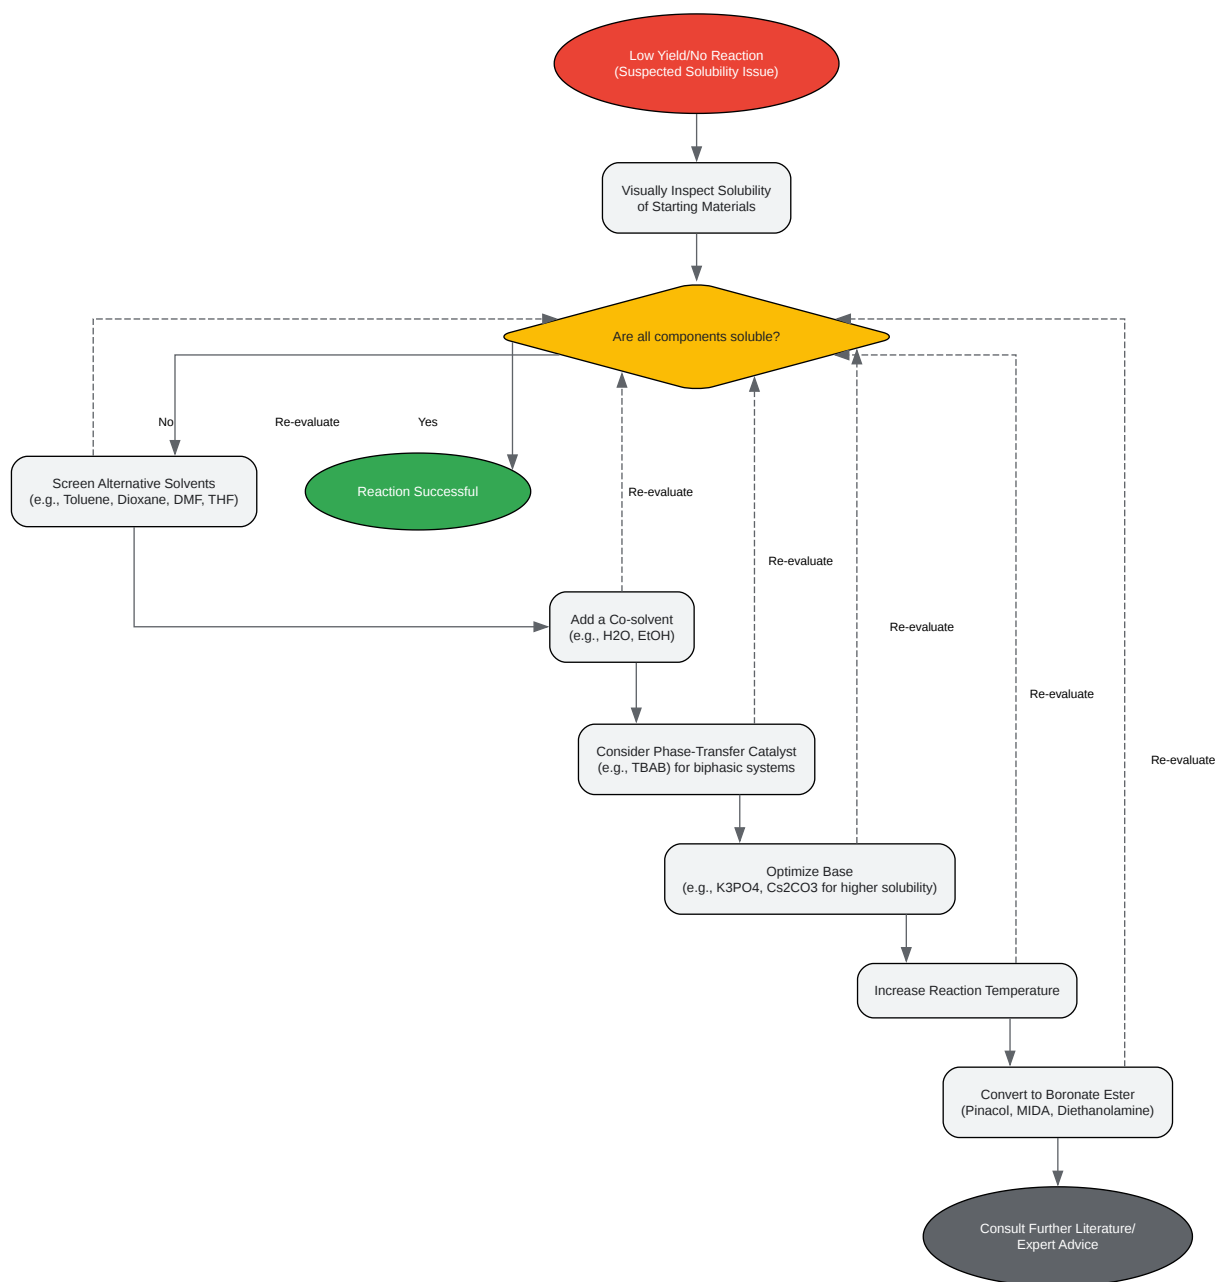 Low Yield/No Reaction
(Suspected Solubility Issue)
Visually Inspect Solubility
of Starting Materials
Are all components soluble?
No
Re-evaluate
Yes
Screen Alternative Solvents
(e.g., Toluene, Dioxane, DMF, THF)
Reaction Successful
Re-evaluate
Re-evaluate
Add a Co-solvent
(e.g., H2O, EtOH)
Re-evaluate
Re-evaluate
Consider Phase-Transfer Catalyst
(e.g., TBAB) for biphasic systems
Re-evaluate
Optimize Base
(e.g., K3PO4, Cs2CO3 for higher solubility)
Increase Reaction Temperature
Convert to Boronate Ester
(Pinacol, MIDA, Diethanolamine)
Consult Further Literature/
Expert Advice